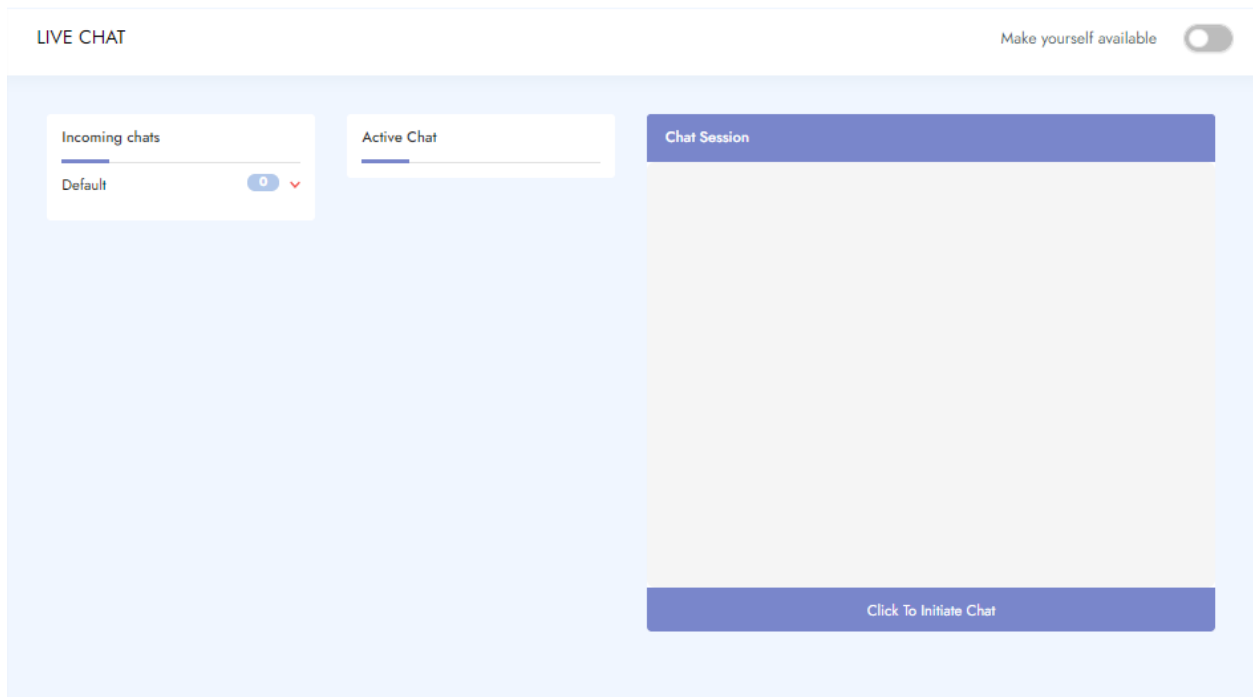 LIVE CHAT
Make yourself available
Incoming chats
Default
0
Active Chat
Chat Session
Click To Initiate Chat